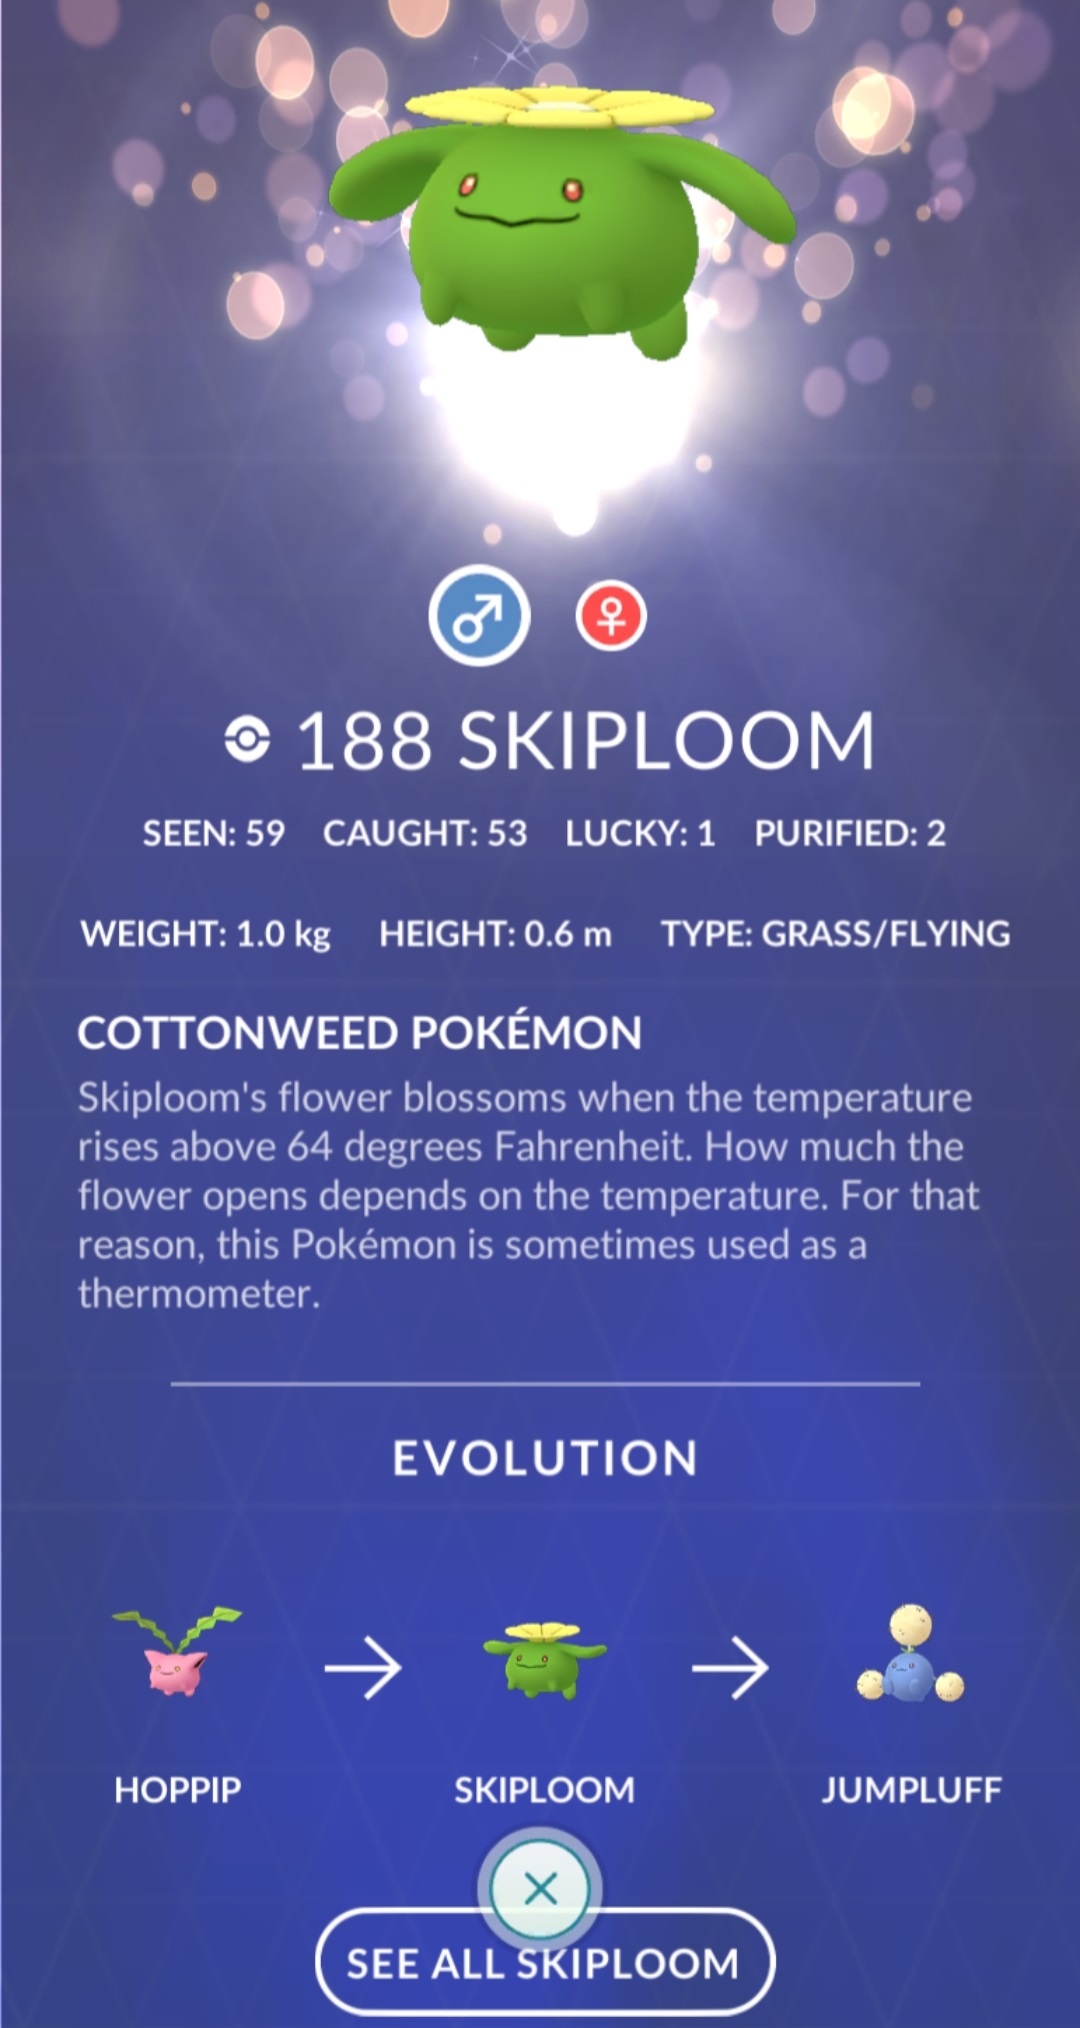 188 SKIPLOOM
SEEN: 59 CAUGHT: 53 LUCKY: 1 PURIFIED: 2
WEIGHT: 1.0 kg HEIGHT: 0.6 m TYPE: GRASS/FLYING
COTTONWEED POKÉMON
Skiploom's flower blossoms when the temperature
rises above 64 degrees Fahrenheit. How much the
flower opens depends on the temperature. For that
reason, this Pokémon is sometimes used as a
thermometer.
EVOLUTION
HOPPIP SKIPLOOM JUMPLUFF
SEE ALL SKIPLOOM